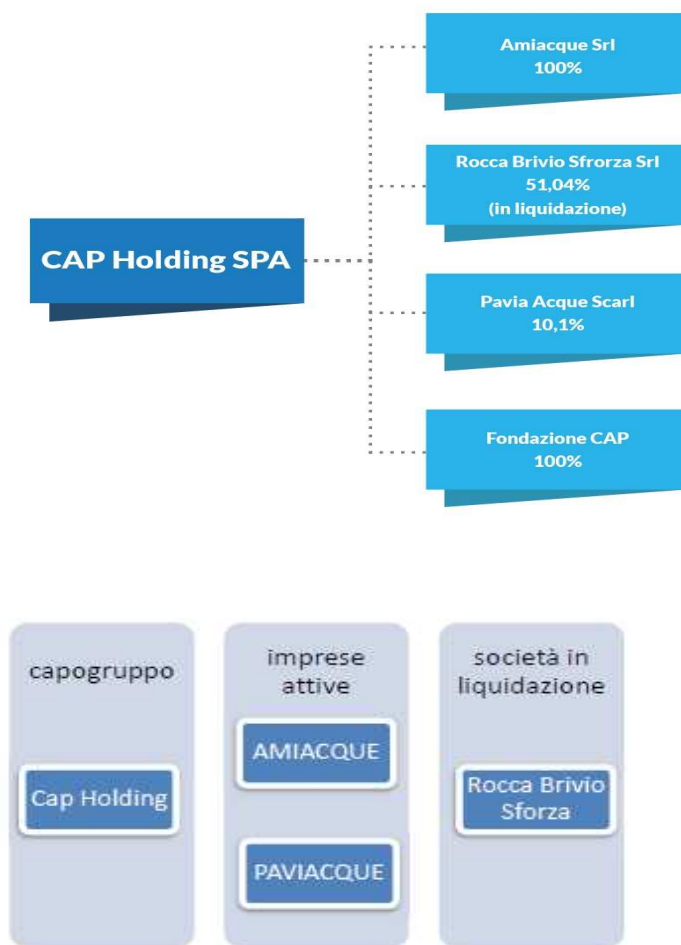 Amiacque Srl
100%
Rocca Brivio Sfrorza Srl
51,04%
(in liquidazione)
CAP Holding SPA
Pavia Acque Scarl
10,1%
Fondazione CAP
100%
capogruppo
Cap Holding
imprese
attive
AMIACQUE
PAVIACQUE
società in
liquidazione
Rocca Brivio
Sforza